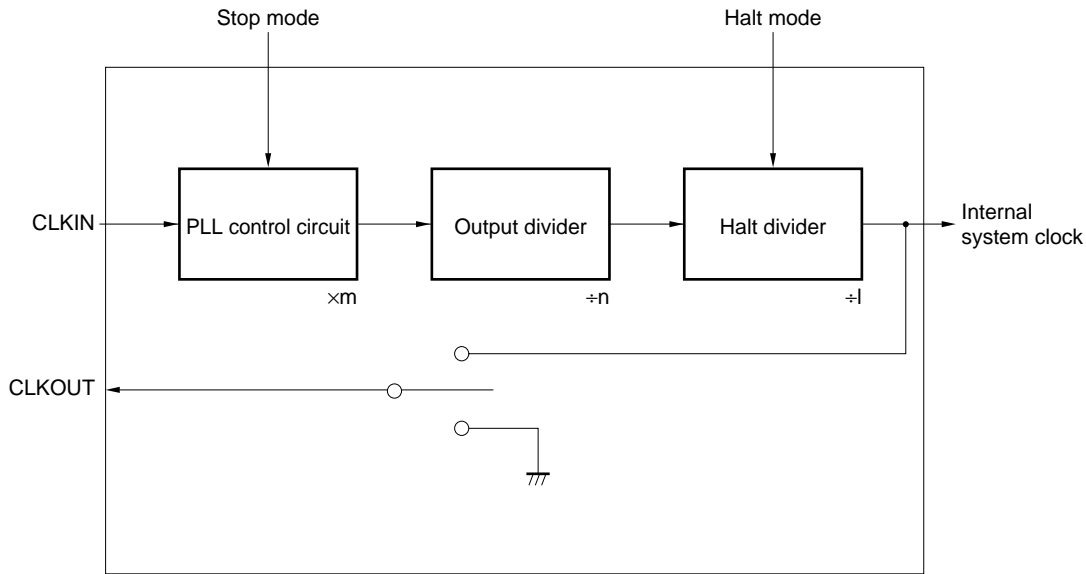 Stop mode
Halt mode
CLKIN
PLL control circuit
Output divider
Halt divider
Internal
system clock
×m
÷n
÷l
CLKOUT